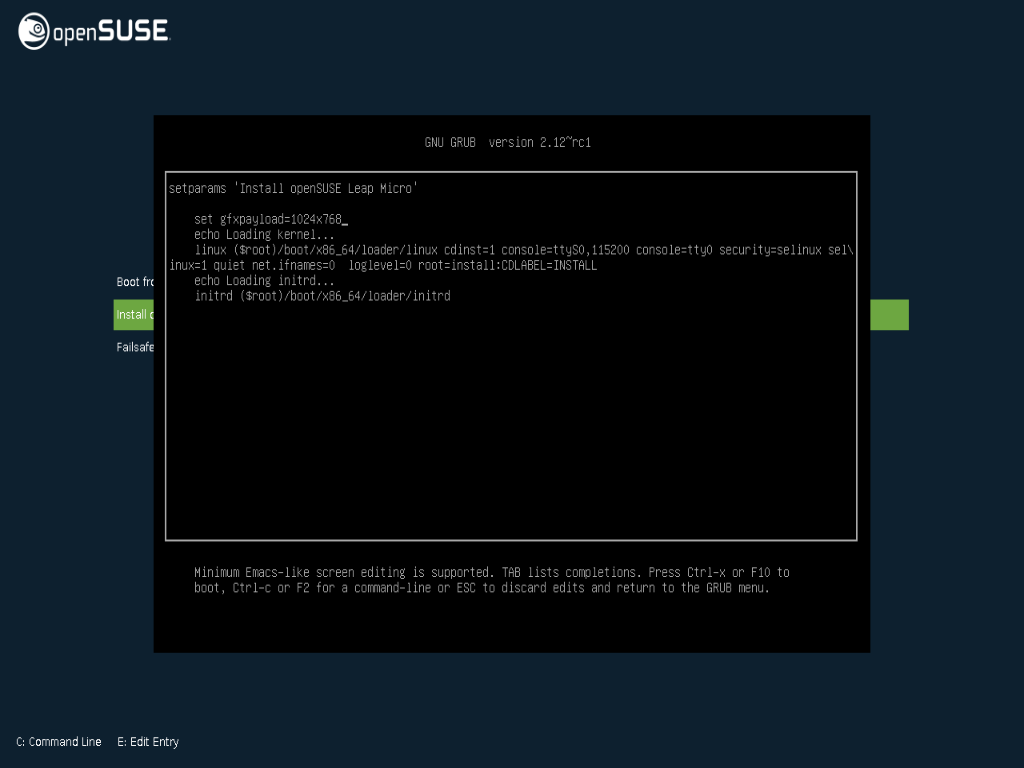 openSUSE
GNU GRUB version 2.12~rc1
setparams 'Install openSUSE Leap Micro'
set gfxpayload=1024x768_
echo Loading kernel...
linux ($root)/boot/x86_64/loader/linux cdinst=1 console=ttyS0,115200 console=tty0 security=selinux sel\
inux=1 quiet net.ifnames=0  loglevel=0 root=install:CDLABEL=INSTALL
echo Loading initrd...
initrd ($root)/boot/x86_64/loader/initrd
Boot fro
Install o
Failsafe
Minimum Emacs-like screen editing is supported. TAB lists completions. Press Ctrl-x or F10 to
boot, Ctrl-c or F2 for a command-line or ESC to discard edits and return to the GRUB menu.
C: Command Line E: Edit Entry